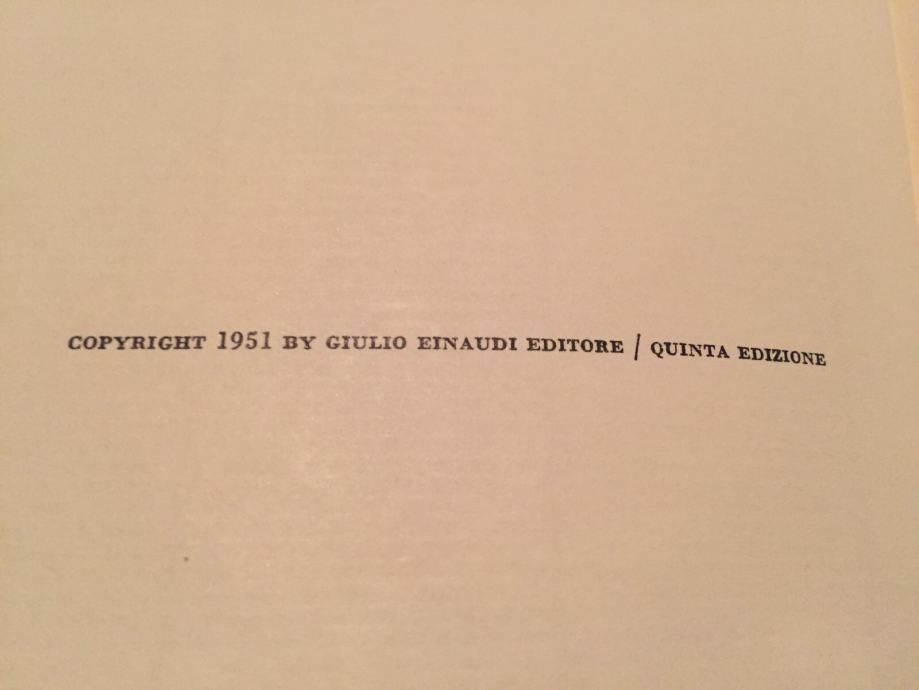 COPYRIGHT 1951 BY GIULIO EINAUDI EDITORE / QUINTA EDIZIONE